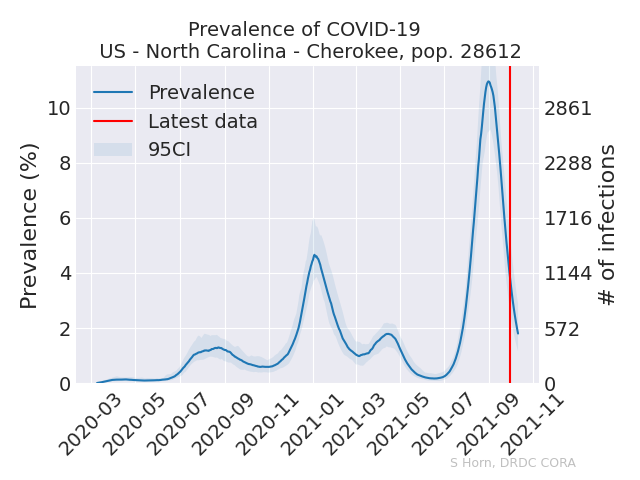 Prevalence of COVID-19
US - North Carolina - Cherokee, pop. 28612
Prevalence
Latest data
95CI
Prevalence (%)
10
8
6
4
2
0
2861
2288
1716
1144
572
0
# of infections
2020-03
2020-05
2020-07
2020-09
2020-11
2021-01
2021-03
2021-05
2021-07
2021-09
2021-11
S Horn, DRDC CORA